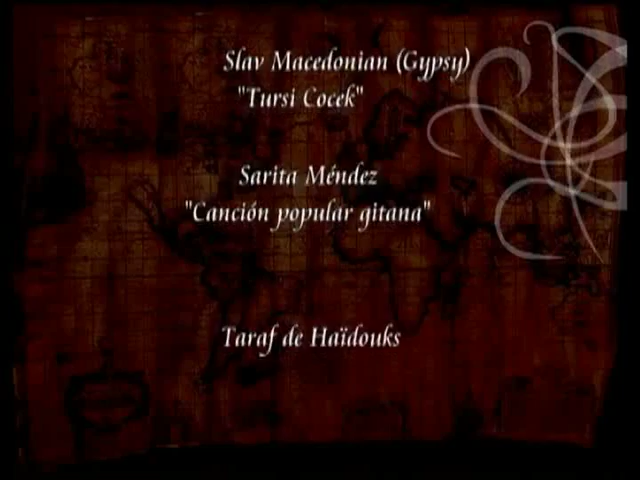 Slav Macedonian (Gypsy)
"Tursi Cocek"
Sarita Méndez
"Canción popular gitana"
Taraf de Haïdouks